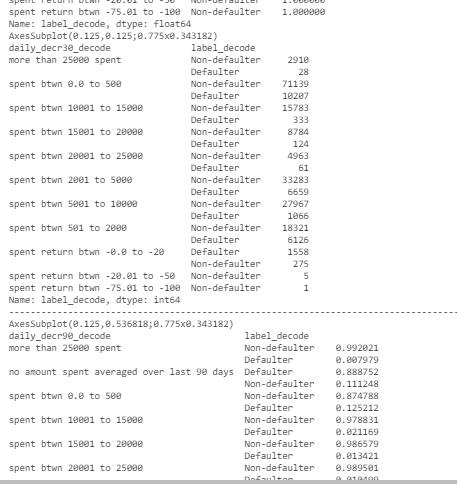 spent return btwn -20.01 to -50 Non-defaulter 1.000000
spent return btwn -75.01 to -100 Non-defaulter 1.000000
Name: label_decode, dtype: float64
AxesSubplot(0.125,0.125;0.775x0.343182)
daily_decr30_decode label_decode
more than 25000 spent Non-defaulter 2910
Defaulter 28
spent btwn 0.0 to 500 Non-defaulter 71139
Defaulter 10207
spent btwn 10001 to 15000 Non-defaulter 15783
Defaulter 333
spent btwn 15001 to 20000 Non-defaulter 8784
Defaulter 124
spent btwn 20001 to 25000 Non-defaulter 4963
Defaulter 61
spent btwn 2001 to 5000 Non-defaulter 33283
Defaulter 6659
spent btwn 5001 to 10000 Non-defaulter 27967
Defaulter 1066
spent btwn 501 to 2000 Non-defaulter 18321
Defaulter 6126
spent return btwn -0.0 to -20 Defaulter 1558
Non-defaulter 275
spent return btwn -20.01 to -50 Non-defaulter 5
spent return btwn -75.01 to -100 Non-defaulter 1
Name: label_decode, dtype: int64
AxesSubplot(0.125,0.536818;0.775x0.343182)
daily_decr90_decode label_decode
more than 25000 spent Non-defaulter 0.992021
Defaulter 0.007979
no amount spent averaged over last 90 days Defaulter 0.888752
Non-defaulter 0.111248
spent btwn 0.0 to 500 Non-defaulter 0.874788
Defaulter 0.125212
spent btwn 10001 to 15000 Non-defaulter 0.978831
Defaulter 0.021169
spent btwn 15001 to 20000 Non-defaulter 0.986579
Defaulter 0.013421
spent btwn 20001 to 25000 Non-defaulter 0.989501
Defaulter 0.010499